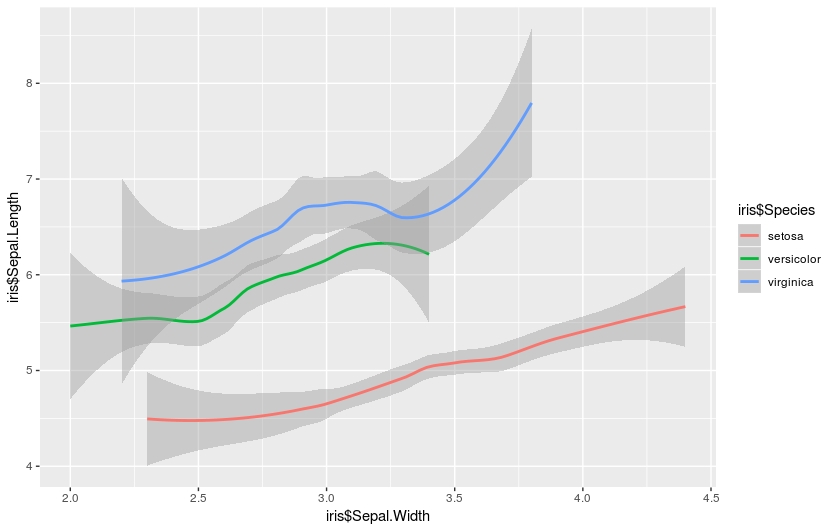 8
7
6
5
4
iris$Sepal.Length
2.0 2.5 3.0 3.5 4.0 4.5
iris$Sepal.Width
iris$Species
setosa
versicolor
virginica